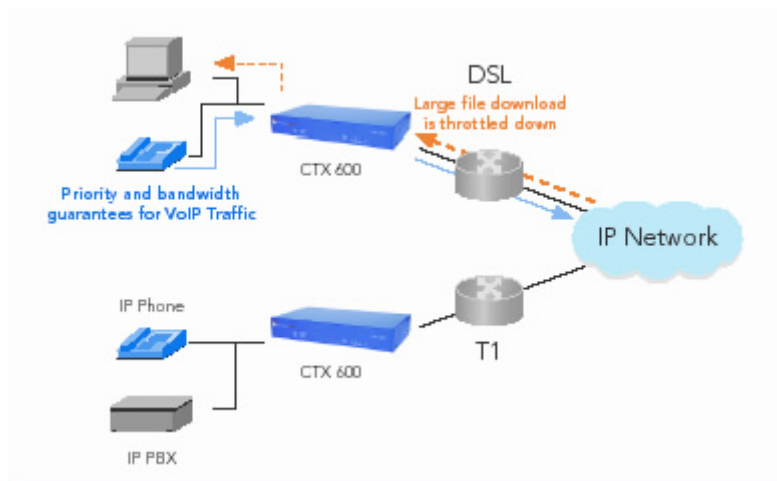 DSL
Large file download
is throttled down
CTX 600
Priority and bandwidth
guarantees for VoIP Traffic
IP Network
IP Phone
CTX 600
T1
IP PBX